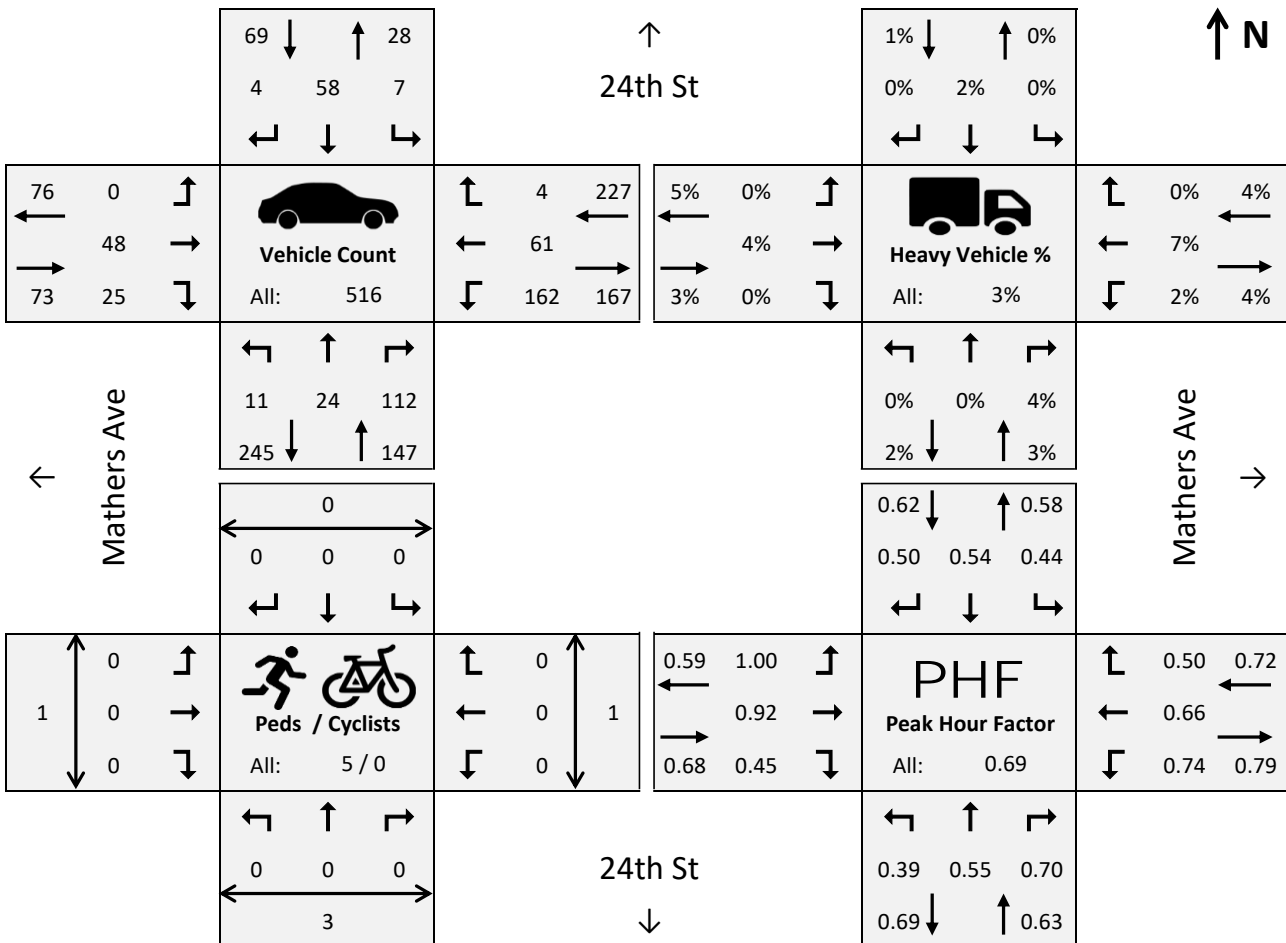 69 28 1% 0% N
24th St
4 58 7 0% 2% 0%
76 0 4 227 5% 0% 0% 4%
48 Vehicle Count 61 4% Heavy Vehicle % 7%
73 25 All: 516 162 167 3% 0% All: 3% 2% 4%
11 24 112 0% 0% 4%
245 147 2% 3%
Mathers Ave
Mathers Ave
0 0.62 0.58
0 0 0 0.50 0.54 0.44
0 0 0.59 1.00 PHF 0.50 0.72
1 0 Peds / Cyclists 0 1 0.92 Peak Hour Factor 0.66
0 All: 5 / 0 0 0.68 0.45 All: 0.69 0.74 0.79
0 0 0 24th St 0.39 0.55 0.70
3 0.69 0.63